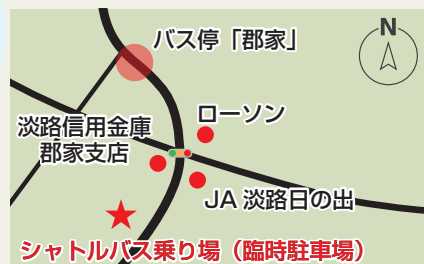 バス停「郡家」
N
ローソン
淡路信用金庫
郡家支店
JA 淡路日の出
シャトルバス乗り場（臨時駐車場）